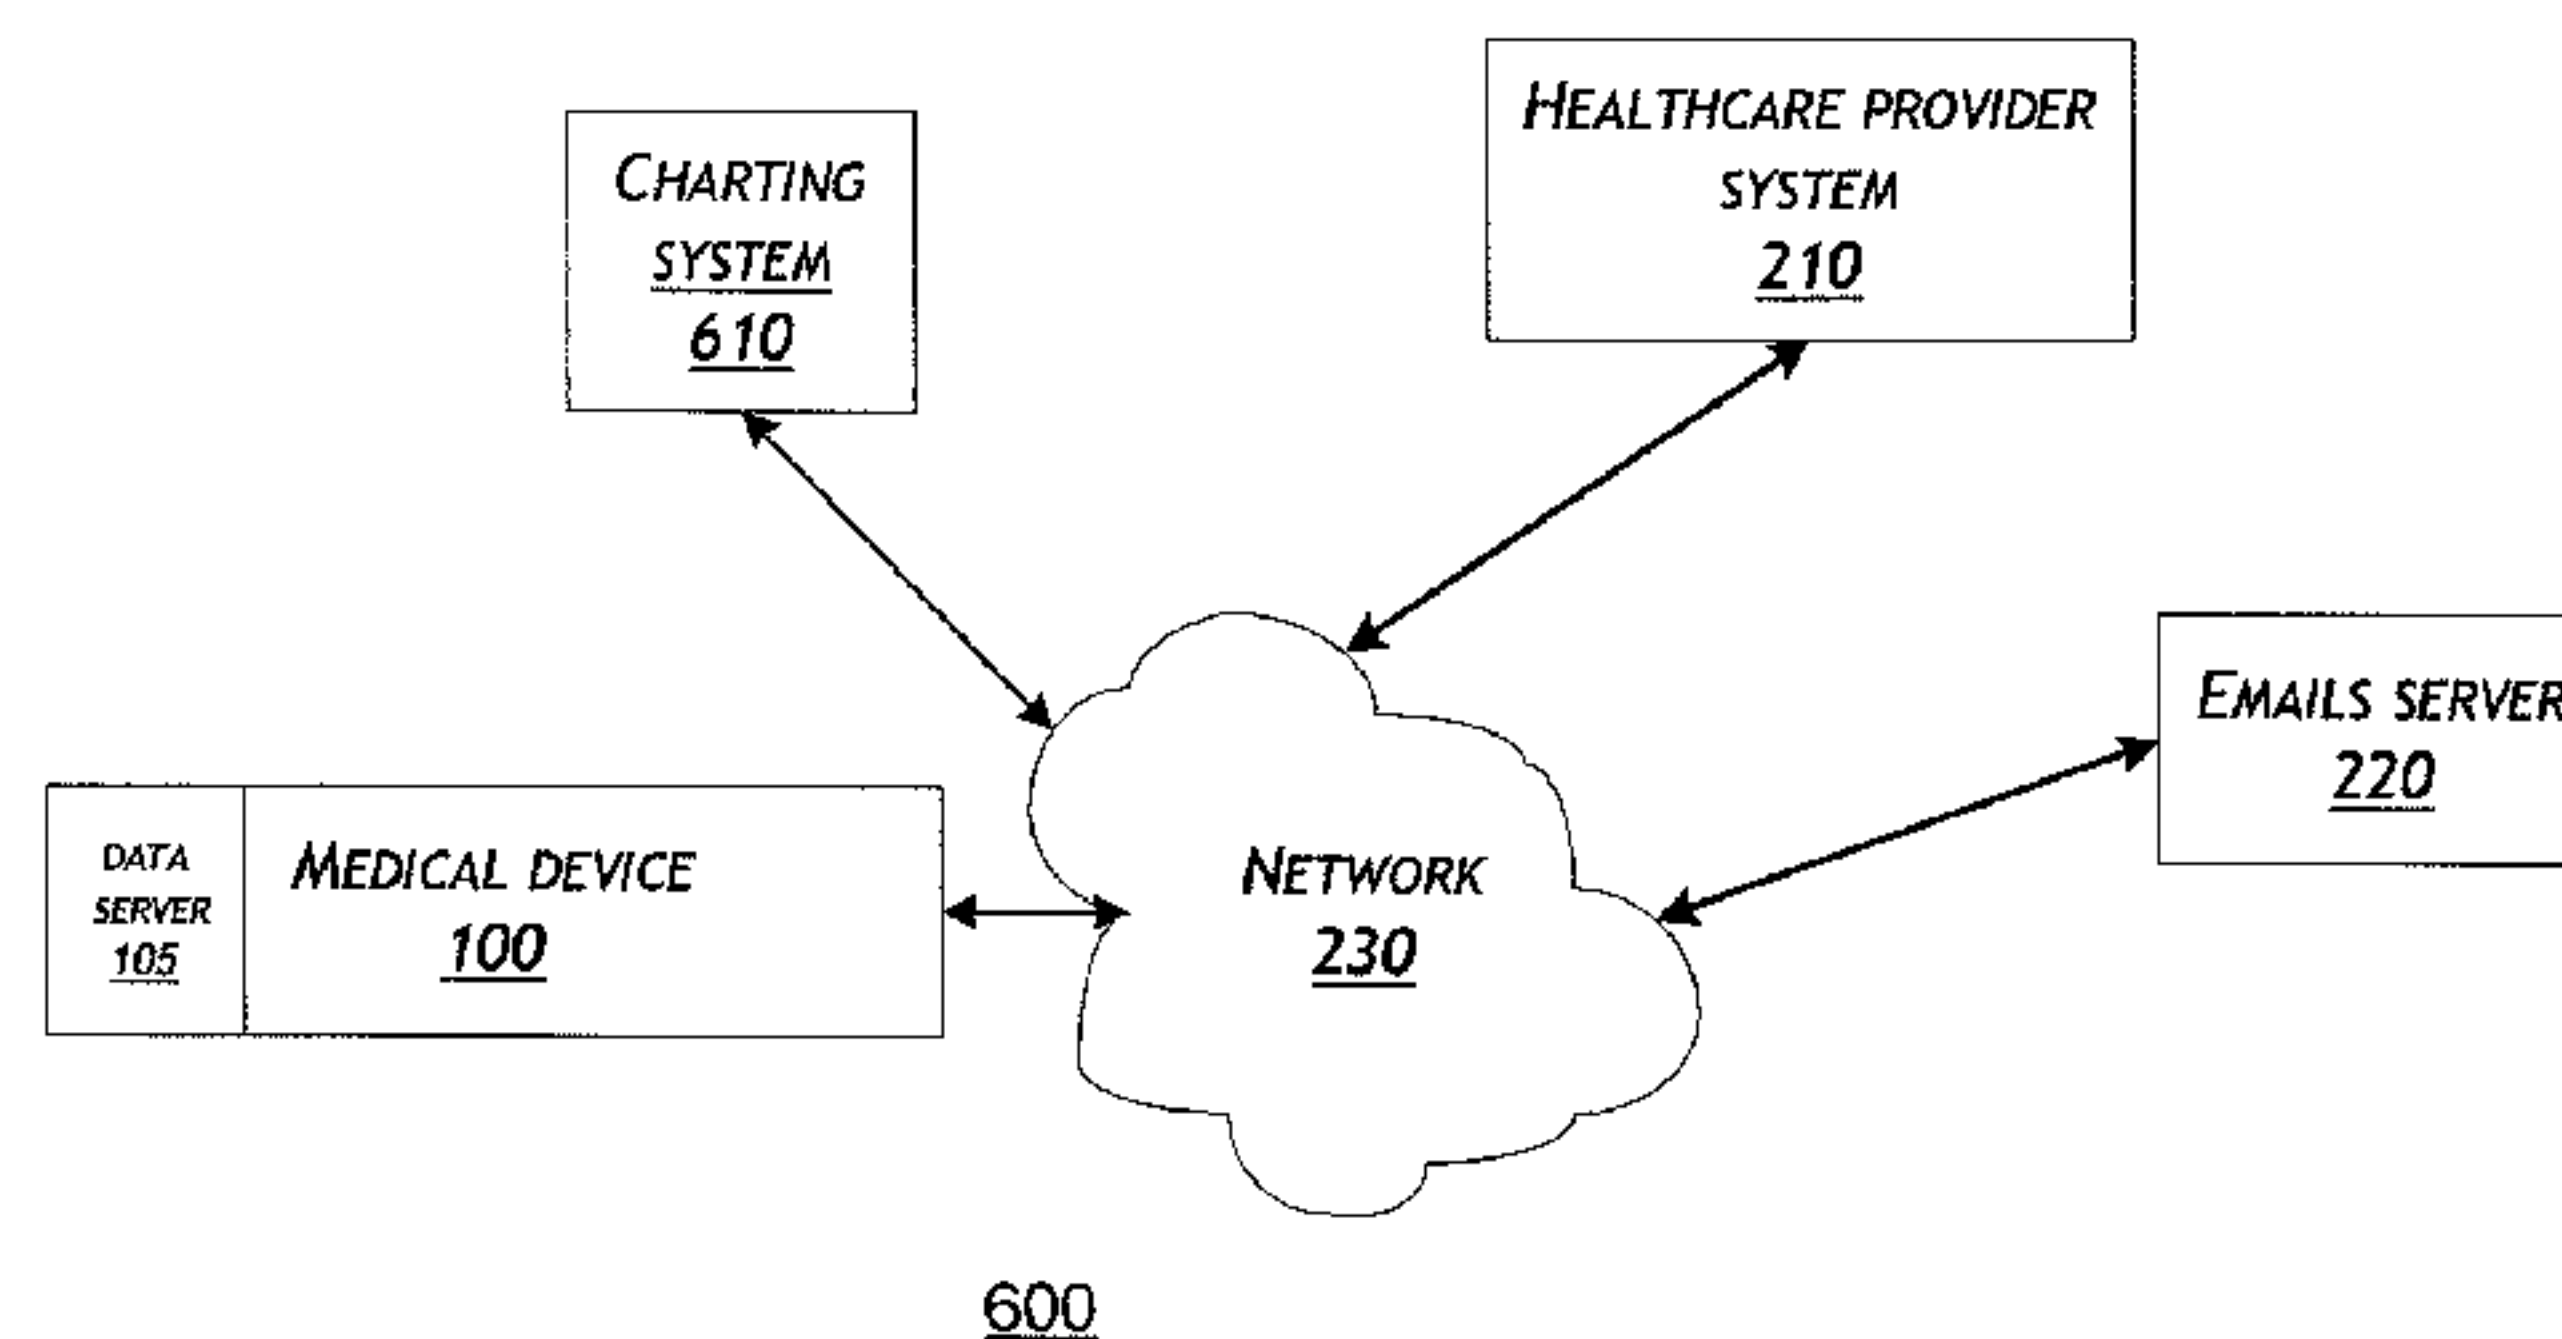 HEALTHCARE PROVIDER
SYSTEM
210
CHARTING
SYSTEM
610
EMAILS SERVER
220
DATA
SERVER
105
MEDICAL DEVICE
100
NETWORK
230
600